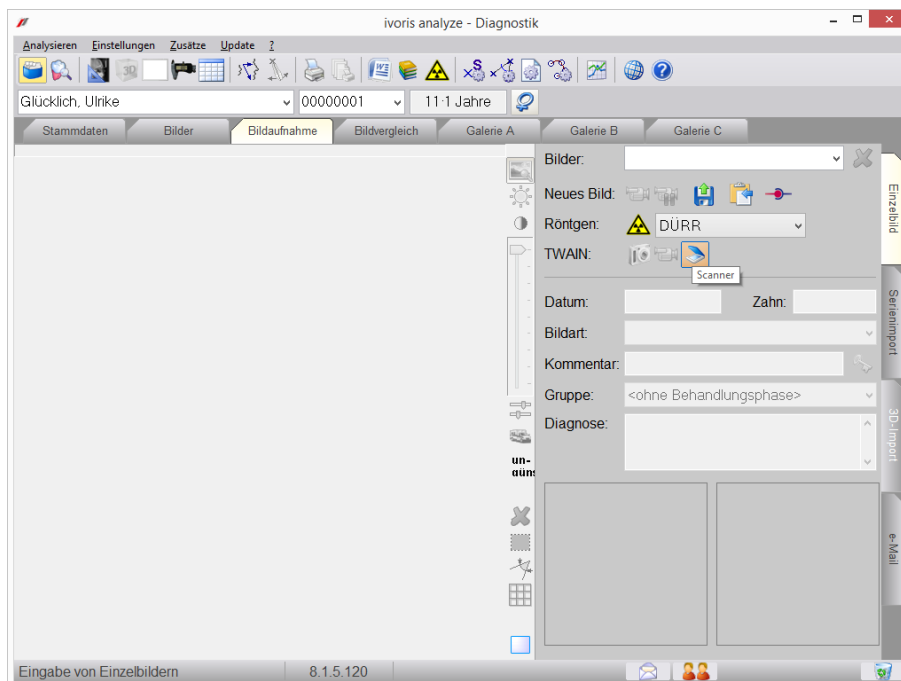 ivoris analyze - Diagnostik
Analysieren Einstellungen Zusätze Update ?
Glücklich, Ulrike 00000001 11·1 Jahre
Stammdaten Bilder Bildaufnahme Bildvergleich Galerie A Galerie B Galerie C
Bilder:
Neues Bild:
Röntgen: DÜRR
TWAIN:
Scanner
Datum: Zahn:
Bildart:
Kommentar:
Gruppe: <ohne Behandlungsphase>
Diagnose:
un-
Einzelbild
Serienimport
3D-Import
e-Mail
Eingabe von Einzelbildern 8.1.5.120